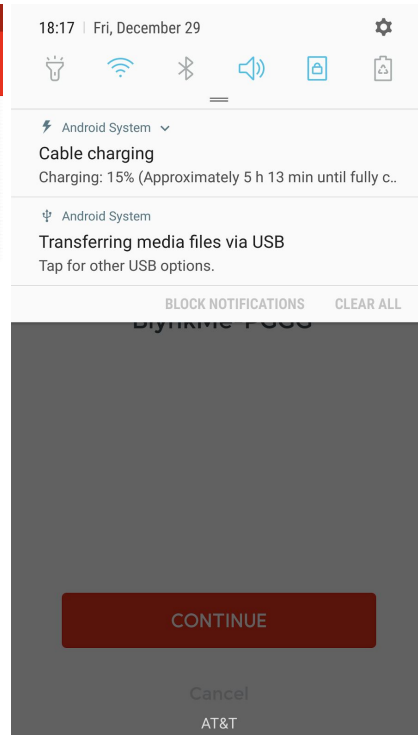 18:17 | Fri, December 29
Android System
Cable charging
Charging: 15% (Approximately 5 h 13 min until fully c..
Android System
Transferring media files via USB
Tap for other USB options.
BLOCK NOTIFICATIONS CLEAR ALL
CONTINUE
Cancel
AT&T